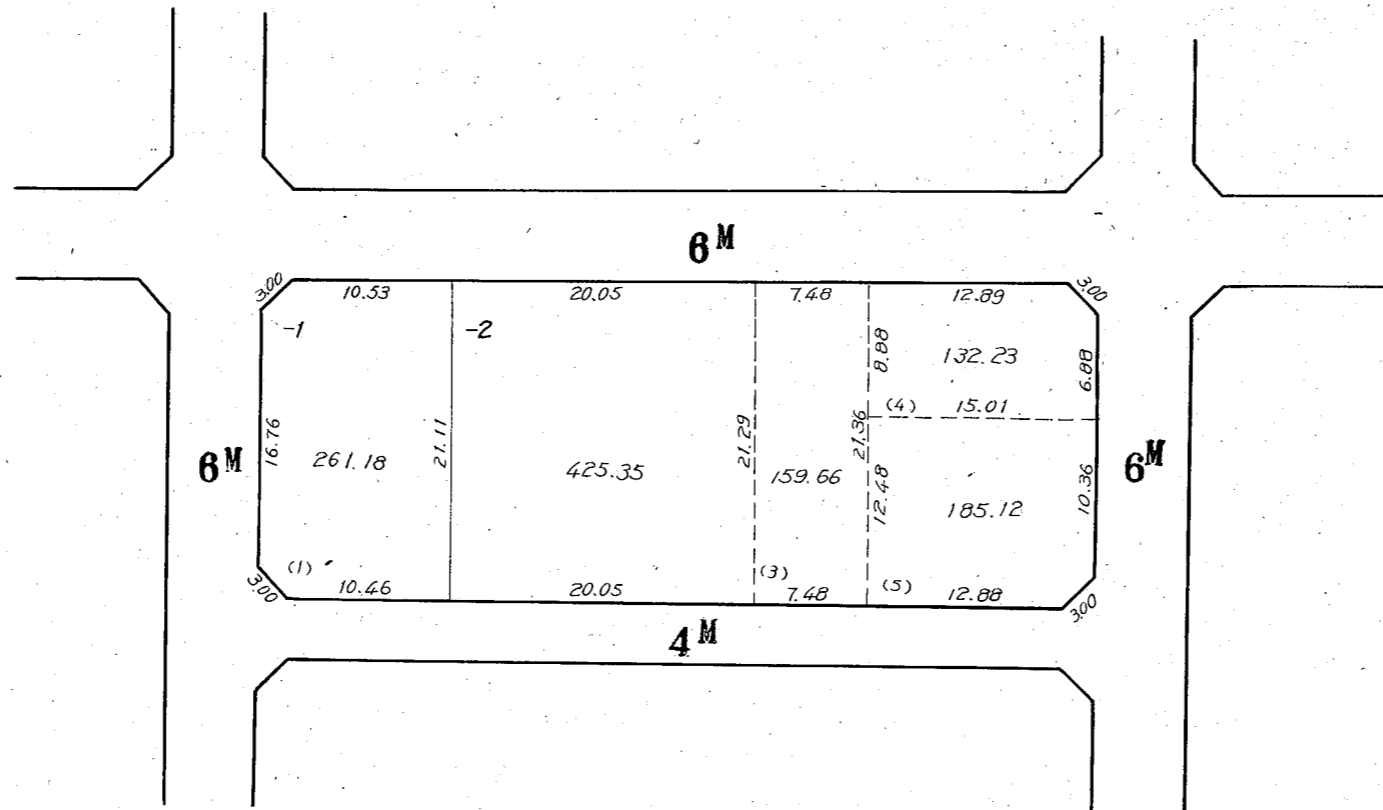 6M
3.00 10.53 20.05 7.48 12.89 3.00
-1 -2
8.88 132.23 6.88
(4) 15.01
6M 16.76 261.18 21.11 425.35 21.29 159.66 21.36 6M
12.48 185.12 10.36
(1) (3) (5)
3.00 10.46 20.05 7.48 12.88 3.00
4M